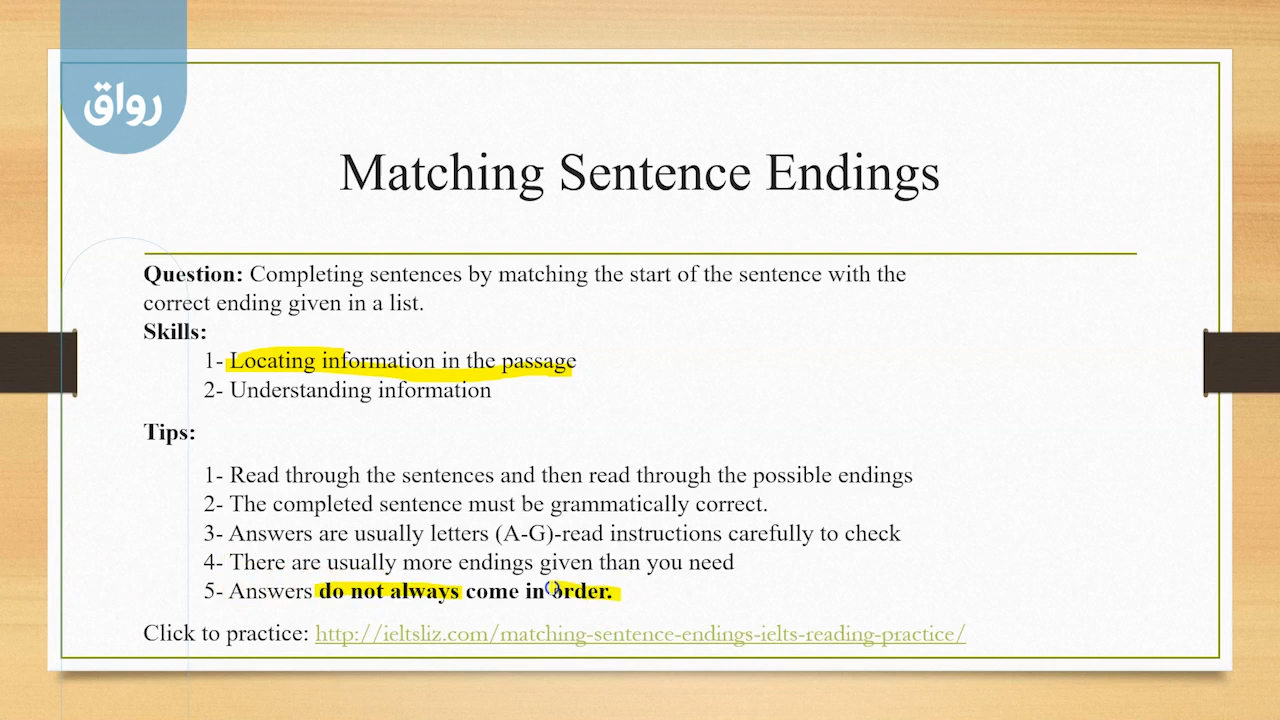 رواق
Matching Sentence Endings
Question: Completing sentences by matching the start of the sentence with the
correct ending given in a list.
Skills:
1- Locating information in the passage
2- Understanding information
Tips:
1- Read through the sentences and then read through the possible endings
2- The completed sentence must be grammatically correct.
3- Answers are usually letters (A-G)-read instructions carefully to check
4- There are usually more endings given than you need
5- Answers do not always come in order.
Click to practice: http://ieltsliz.com/matching-sentence-endings-ielts-reading-practice/